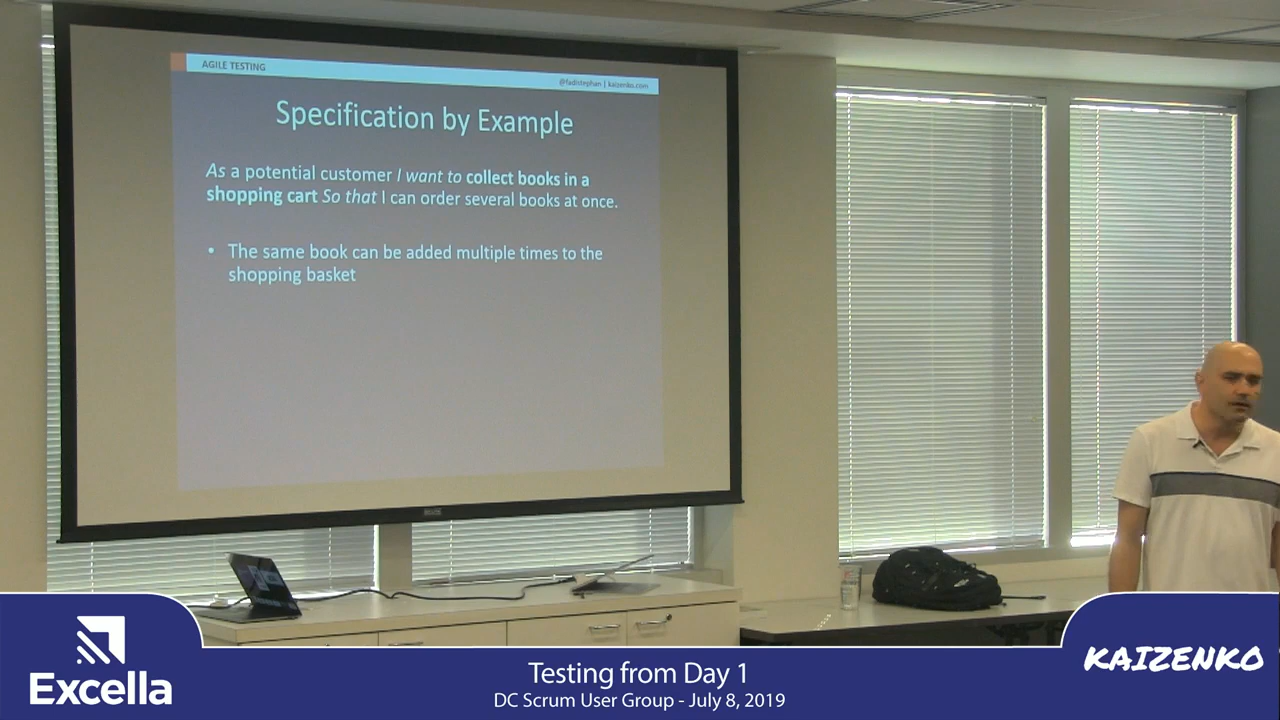 AGILE TESTING
@fadistephan | kaizenko.com
Specification by Example
As a potential customer I want to collect books in a
shopping cart So that I can order several books at once.
• The same book can be added multiple times to the
shopping basket
Excella
Testing from Day 1
DC Scrum User Group - July 8, 2019
KAIZENKO